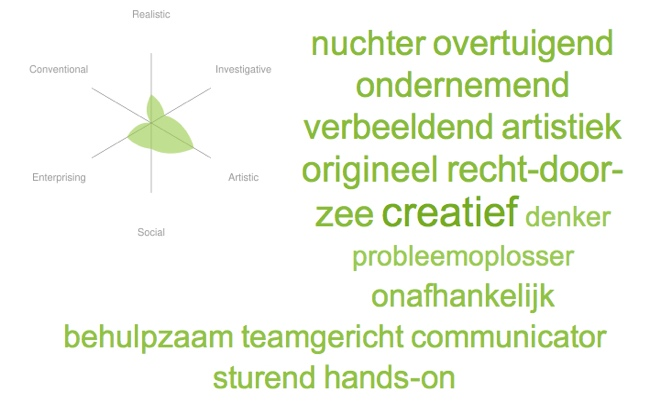 Realistic
Conventional
Investigative
Enterprising
Artistic
Social
nuchter overtuigend
ondernemend
verbeeldend artistiek
origineel recht-door-
zee creatief denker
probleemoplosser
onafhankelijk
behulpzaam teamgericht communicator
sturend hands-on